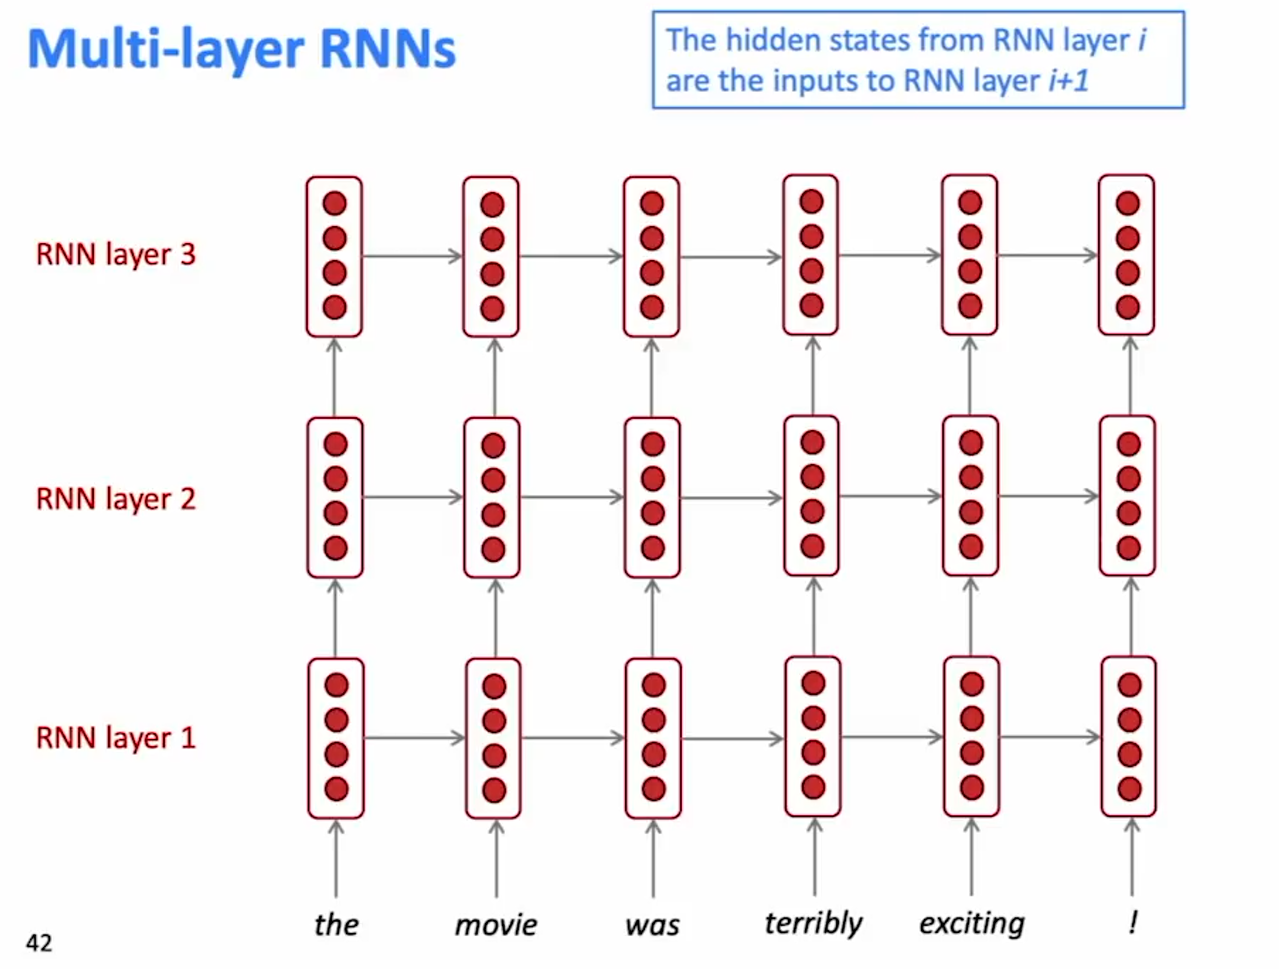 Multi-layer RNNs
The hidden states from RNN layer i
are the inputs to RNN layer i+1
RNN layer 3
RNN layer 2
RNN layer 1
the movie was terribly exciting !
42